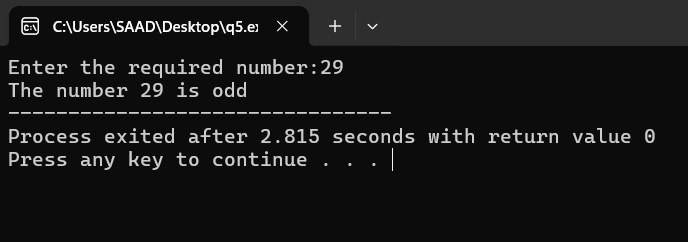 C:\Users\SAAD\Desktop\q5.e
Enter the required number:29
The number 29 is odd
--------------------------------
Process exited after 2.815 seconds with return value 0
Press any key to continue . . .